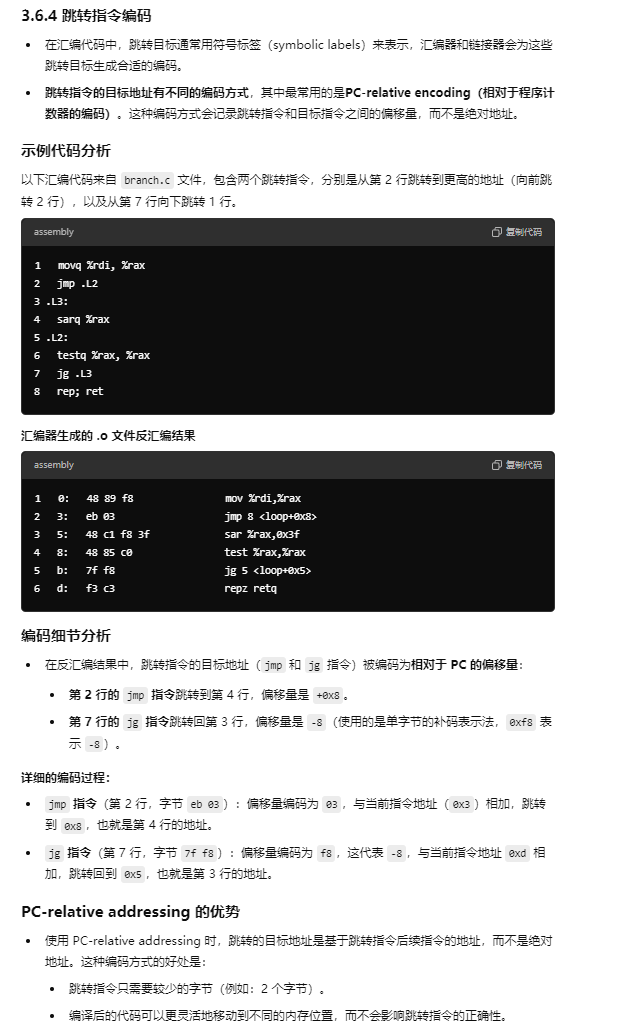 3.6.4 跳转指令编码
• 在汇编代码中，跳转目标通常用符号标签（symbolic labels）来表示，汇编器和链接器会为这些
跳转目标生成合适的编码。
• 跳转指令的目标地址有不同的编码方式，其中最常用的是PC-relative encoding（相对于程序计
数器的编码）。这种编码方式会记录跳转指令和目标指令之间的偏移量，而不是绝对地址。
示例代码分析
以下汇编代码来自 branch.c 文件，包含两个跳转指令，分别是从第 2 行跳转到更高的地址（向前跳
转 2 行），以及从第 7 行向下跳转 1 行。
assembly 复制代码
1 movq %rdi, %rax
2 jmp .L2
3 .L3:
4 sarq %rax
5 .L2:
6 testq %rax, %rax
7 jg .L3
8 rep; ret
汇编器生成的 .o 文件反汇编结果
assembly 复制代码
1 0: 48 89 f8 mov %rdi,%rax
2 3: eb 03 jmp 8 <loop+0x8>
3 5: 48 c1 f8 3f sar %rax,0x3f
4 8: 48 85 c0 test %rax,%rax
5 b: 7f f8 jg 5 <loop+0x5>
6 d: f3 c3 repz retq
编码细节分析
• 在反汇编结果中，跳转指令的目标地址（ jmp 和 jg 指令）被编码为相对于 PC 的偏移量：
• 第 2 行的 jmp 指令跳转到第 4 行，偏移量是 +0x8 。
• 第 7 行的 jg 指令跳转回第 3 行，偏移量是 -8 （使用的是单字节的补码表示法， 0xf8 表
示 -8 ）。
详细的编码过程：
• jmp 指令（第 2 行，字节 eb 03 ）：偏移量编码为 03 ，与当前指令地址（ 0x3 ）相加，跳转
到 0x8 ，也就是第 4 行的地址。
• jg 指令（第 7 行，字节 7f f8 ）：偏移量编码为 f8 ，这代表 -8 ，与当前指令地址 0xd 相
加，跳转回到 0x5 ，也就是第 3 行的地址。
PC-relative addressing 的优势
• 使用 PC-relative addressing 时，跳转的目标地址是基于跳转指令后续指令的地址，而不是绝对
地址。这种编码方式的好处是：
• 跳转指令只需要较少的字节（例如：2 个字节）。
• 编译后的代码可以更灵活地移动到不同的内存位置，而不会影响跳转指令的正确性。